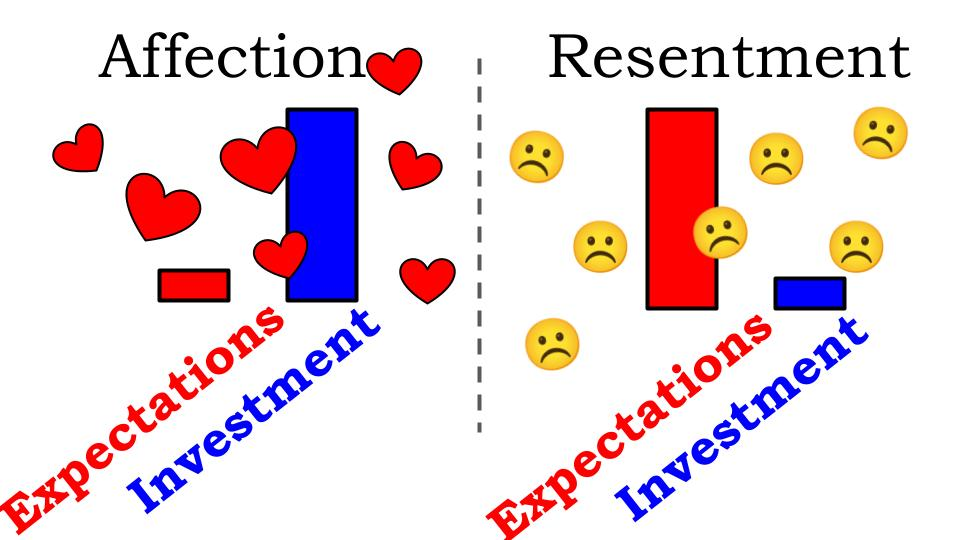 Affection
Expectations
Investment
Resentment
Expectations
Investment